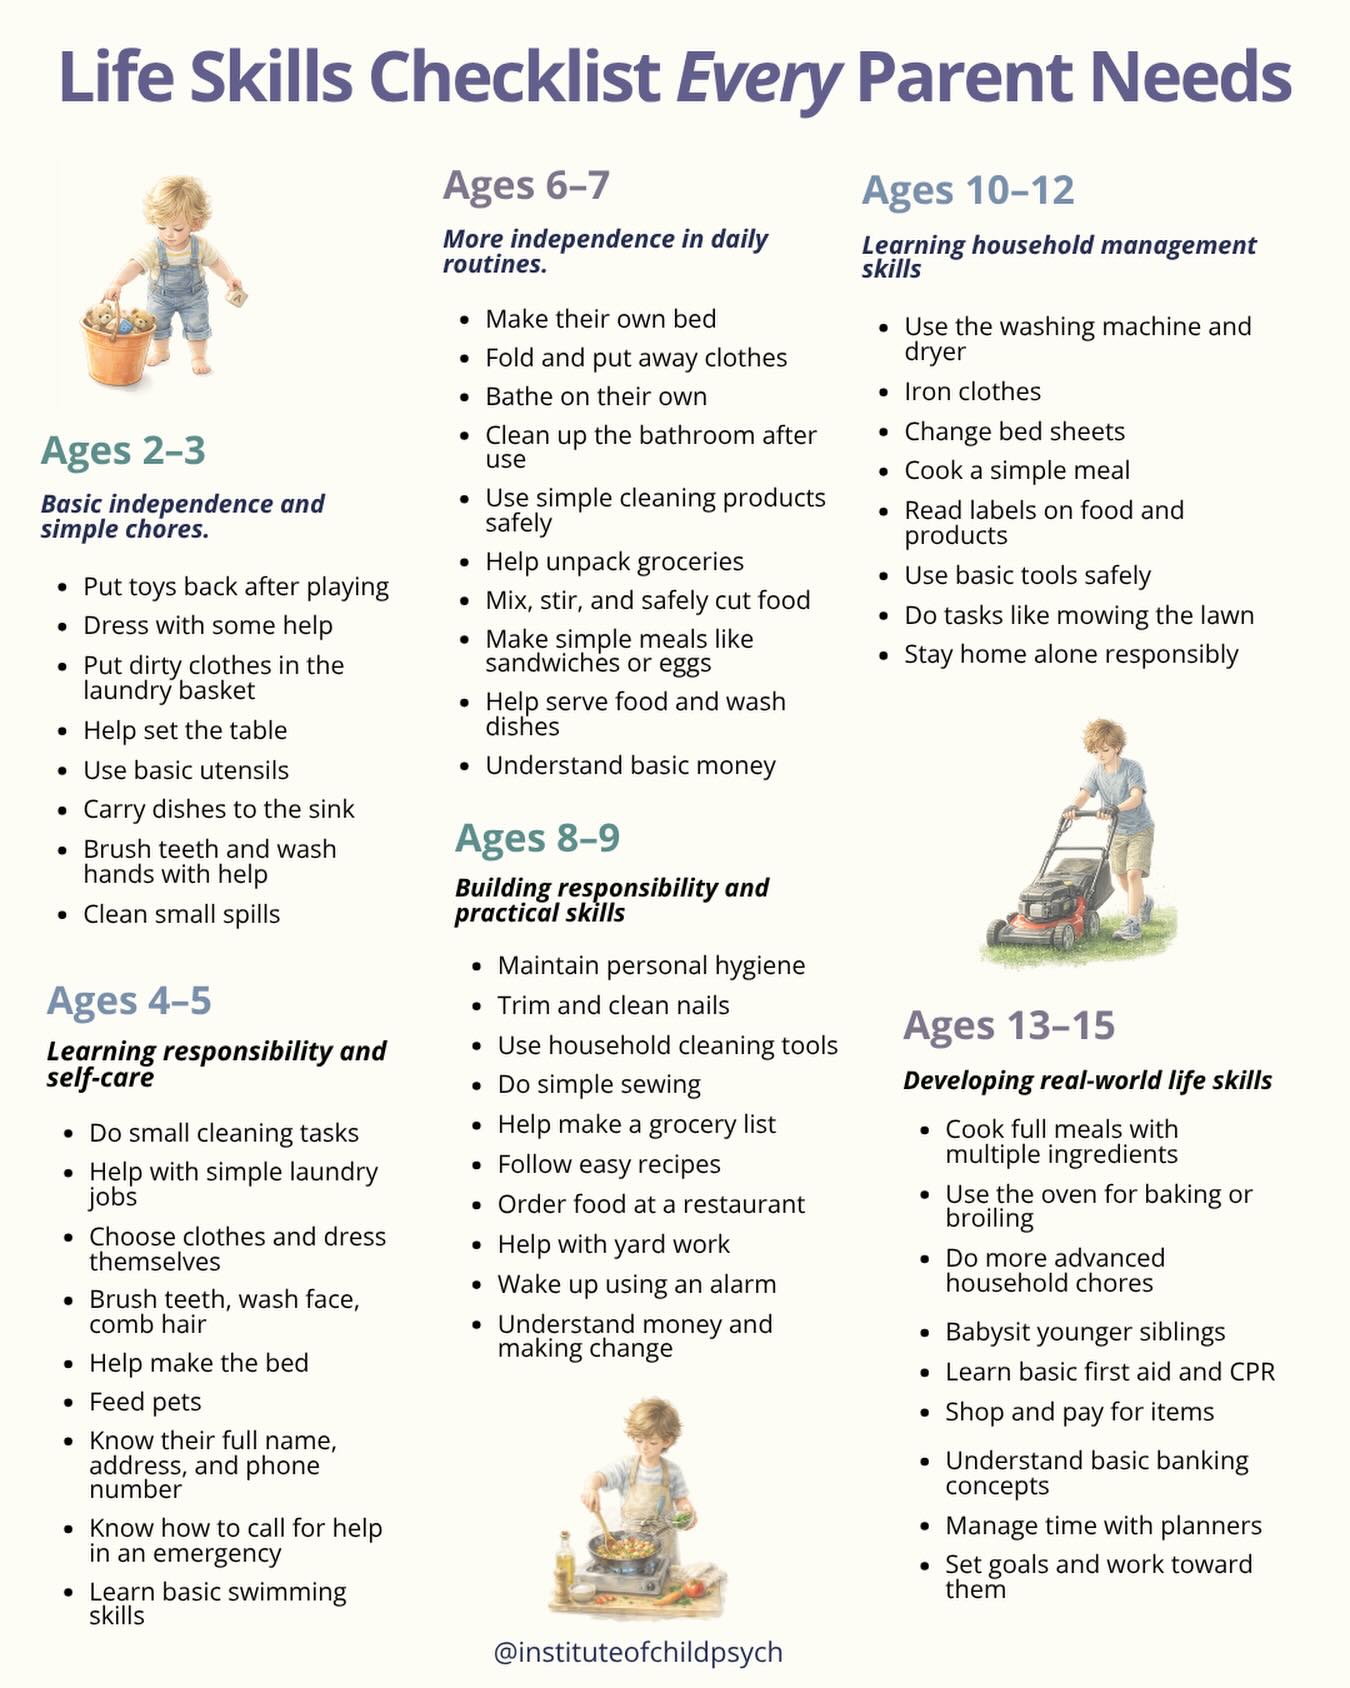 Life Skills Checklist Every Parent Needs
Ages 2–3
Basic independence and
simple chores.
• Put toys back after playing
• Dress with some help
• Put dirty clothes in the
laundry basket
• Help set the table
• Use basic utensils
• Carry dishes to the sink
• Brush teeth and wash
hands with help
• Clean small spills
Ages 4–5
Learning responsibility and
self-care
• Do small cleaning tasks
• Help with simple laundry
jobs
• Choose clothes and dress
themselves
• Brush teeth, wash face,
comb hair
• Help make the bed
• Feed pets
• Know their full name,
address, and phone
number
• Know how to call for help
in an emergency
• Learn basic swimming
skills
Ages 6–7
More independence in daily
routines.
• Make their own bed
• Fold and put away clothes
• Bathe on their own
• Clean up the bathroom after
use
• Use simple cleaning products
safely
• Help unpack groceries
• Mix, stir, and safely cut food
• Make simple meals like
sandwiches or eggs
• Help serve food and wash
dishes
• Understand basic money
Ages 8–9
Building responsibility and
practical skills
• Maintain personal hygiene
• Trim and clean nails
• Use household cleaning tools
• Do simple sewing
• Help make a grocery list
• Follow easy recipes
• Order food at a restaurant
• Help with yard work
• Wake up using an alarm
• Understand money and
making change
Ages 10–12
Learning household management
skills
• Use the washing machine and
dryer
• Iron clothes
• Change bed sheets
• Cook a simple meal
• Read labels on food and
products
• Use basic tools safely
• Do tasks like mowing the lawn
• Stay home alone responsibly
Ages 13–15
Developing real-world life skills
• Cook full meals with
multiple ingredients
• Use the oven for baking or
broiling
• Do more advanced
household chores
• Babysit younger siblings
• Learn basic first aid and CPR
• Shop and pay for items
• Understand basic banking
concepts
• Manage time with planners
• Set goals and work toward
them
@instituteofchildpsych